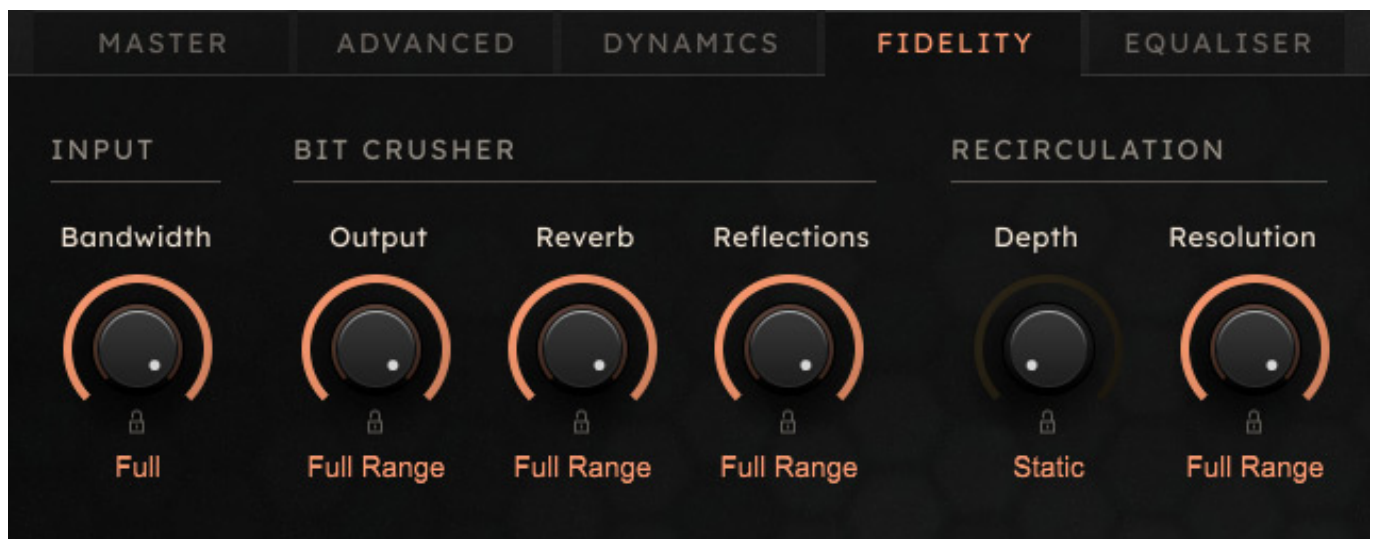 MASTER ADVANCED DYNAMICS FIDELITY EQUALISER
INPUT BIT CRUSHER RECIRCULATION
Bandwidth Output Reverb Reflections Depth Resolution
Full Full Range Full Range Full Range Static Full Range